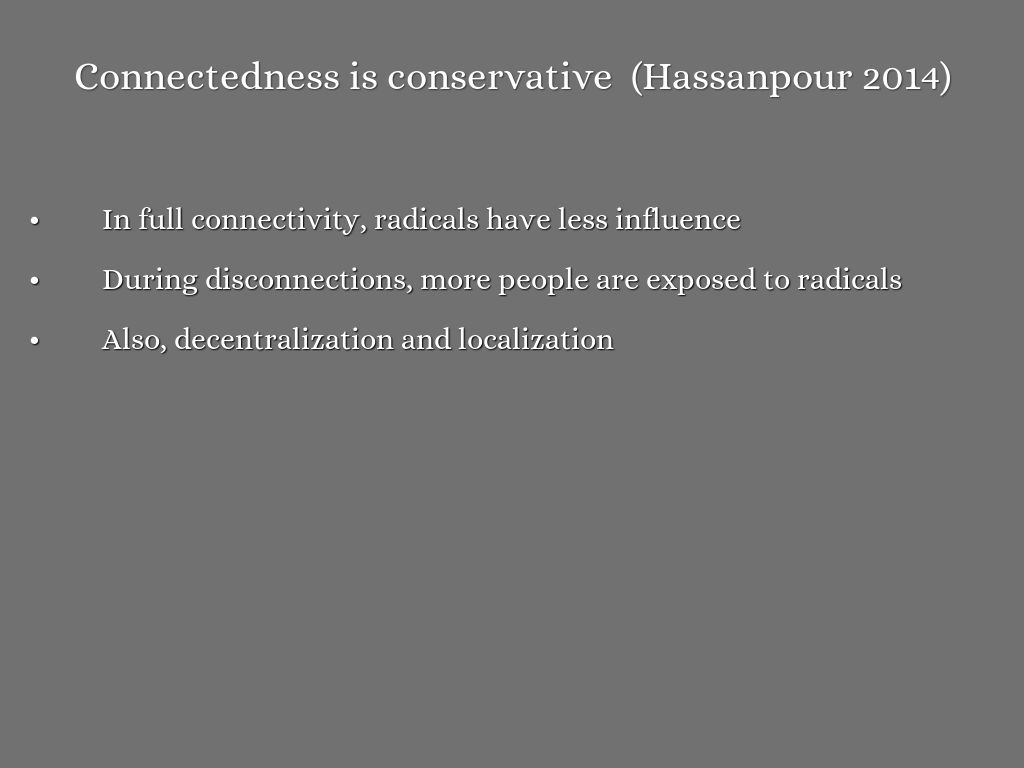 Connectedness is conservative (Hassanpour 2014)
• In full connectivity, radicals have less influence
• During disconnections, more people are exposed to radicals
• Also, decentralization and localization